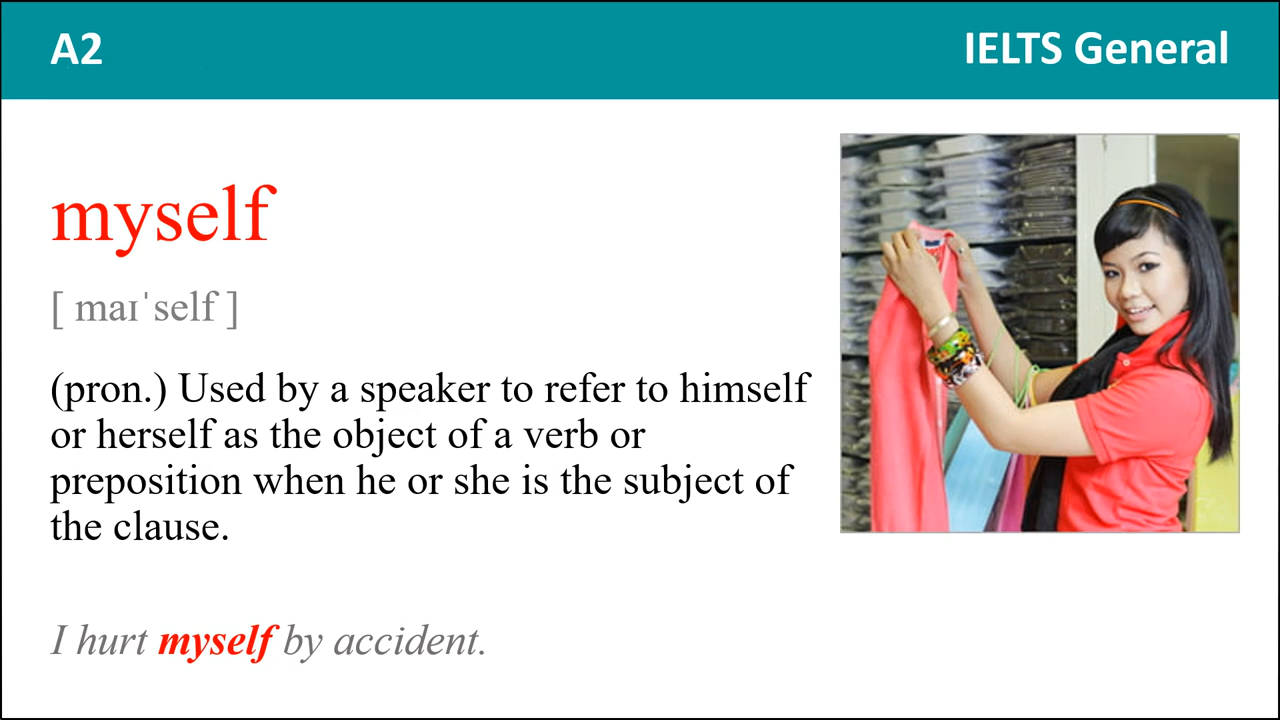 A2
IELTS General
myself
[ maɪˈself ]
(pron.) Used by a speaker to refer to himself
or herself as the object of a verb or
preposition when he or she is the subject of
the clause.
I hurt myself by accident.